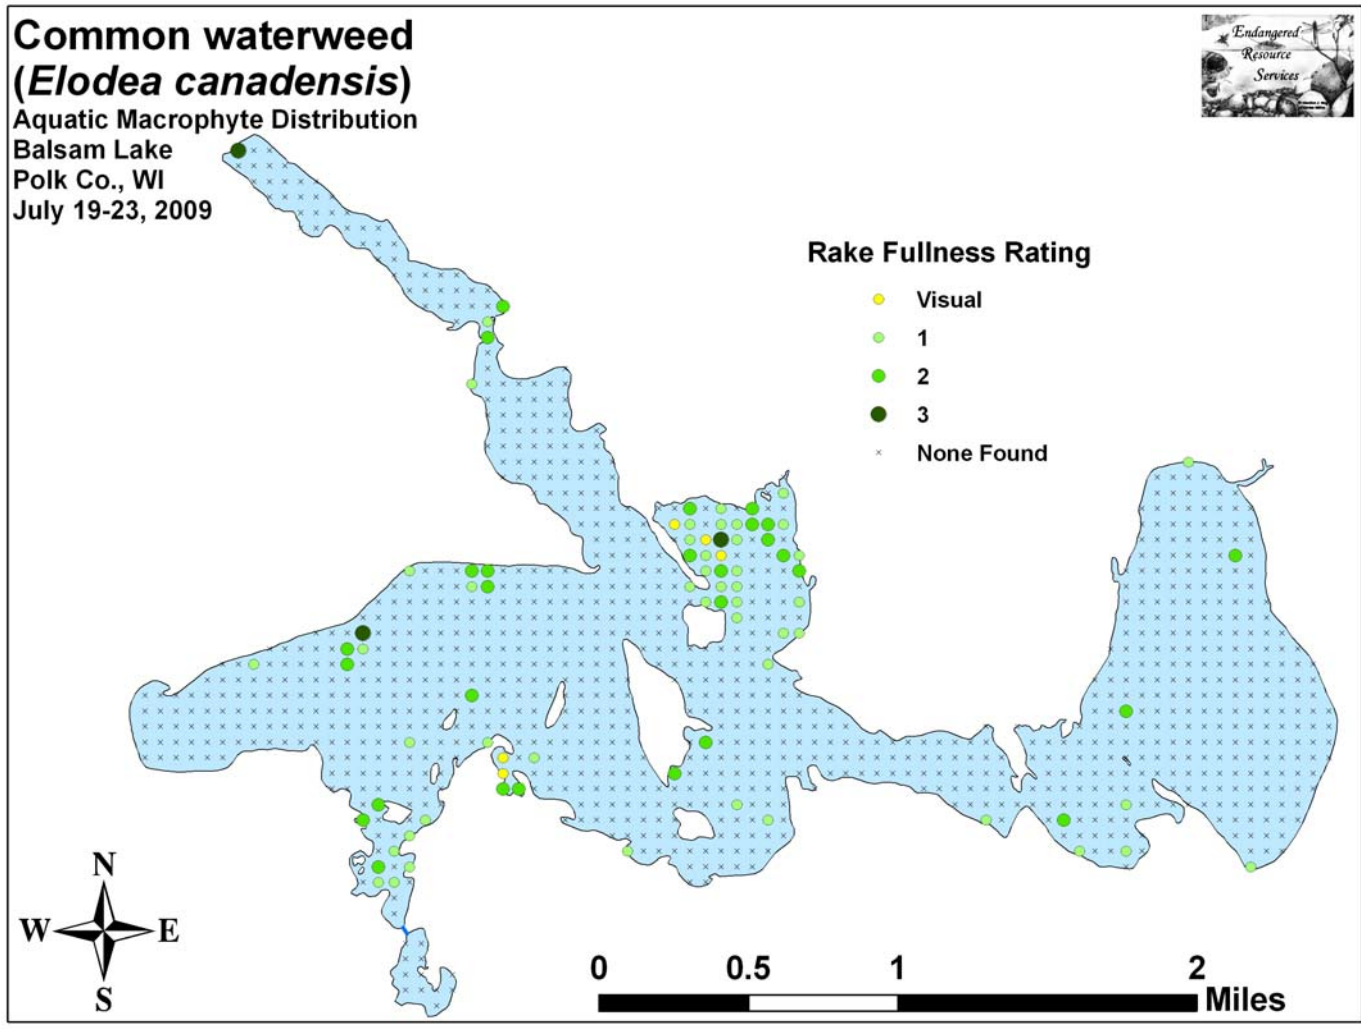 Common waterweed
(Elodea canadensis)
Aquatic Macrophyte Distribution
Balsam Lake
Polk Co., WI
July 19-23, 2009
Endangered
Resource
Services
Rake Fullness Rating
Visual
1
2
3
None Found
N
W E
S
0 0.5 1 2
Miles